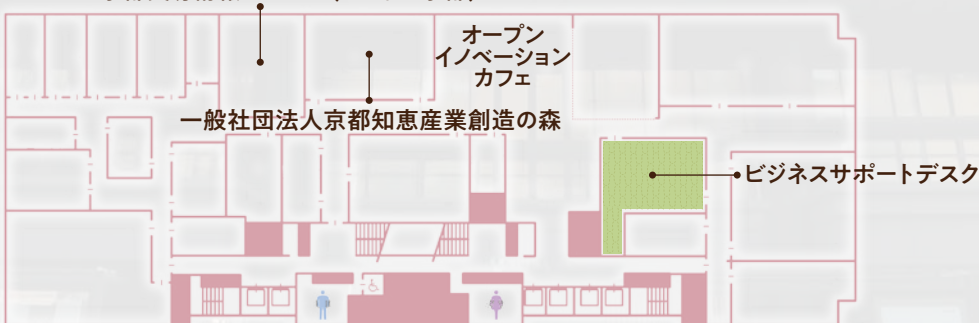 オープン
イノベーション
カフェ
一般社団法人京都知恵産業創造の森
ビジネスサポートデスク